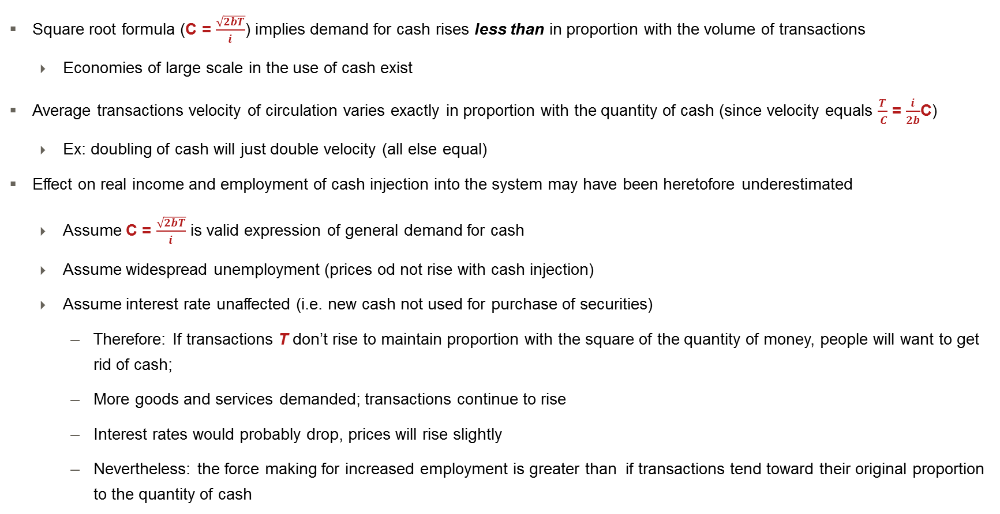 ▪ Square root formula (C = √2bT/i) implies demand for cash rises less than in proportion with the volume of transactions
Economies of large scale in the use of cash exist
▪ Average transactions velocity of circulation varies exactly in proportion with the quantity of cash (since velocity equals T/C = i/2b C)
Ex: doubling of cash will just double velocity (all else equal)
▪ Effect on real income and employment of cash injection into the system may have been heretofore underestimated
Assume C = √2bT/i is valid expression of general demand for cash
Assume widespread unemployment (prices od not rise with cash injection)
Assume interest rate unaffected (i.e. new cash not used for purchase of securities)
– Therefore: If transactions T don’t rise to maintain proportion with the square of the quantity of money, people will want to get
rid of cash;
– More goods and services demanded; transactions continue to rise
– Interest rates would probably drop, prices will rise slightly
– Nevertheless: the force making for increased employment is greater than if transactions tend toward their original proportion
to the quantity of cash